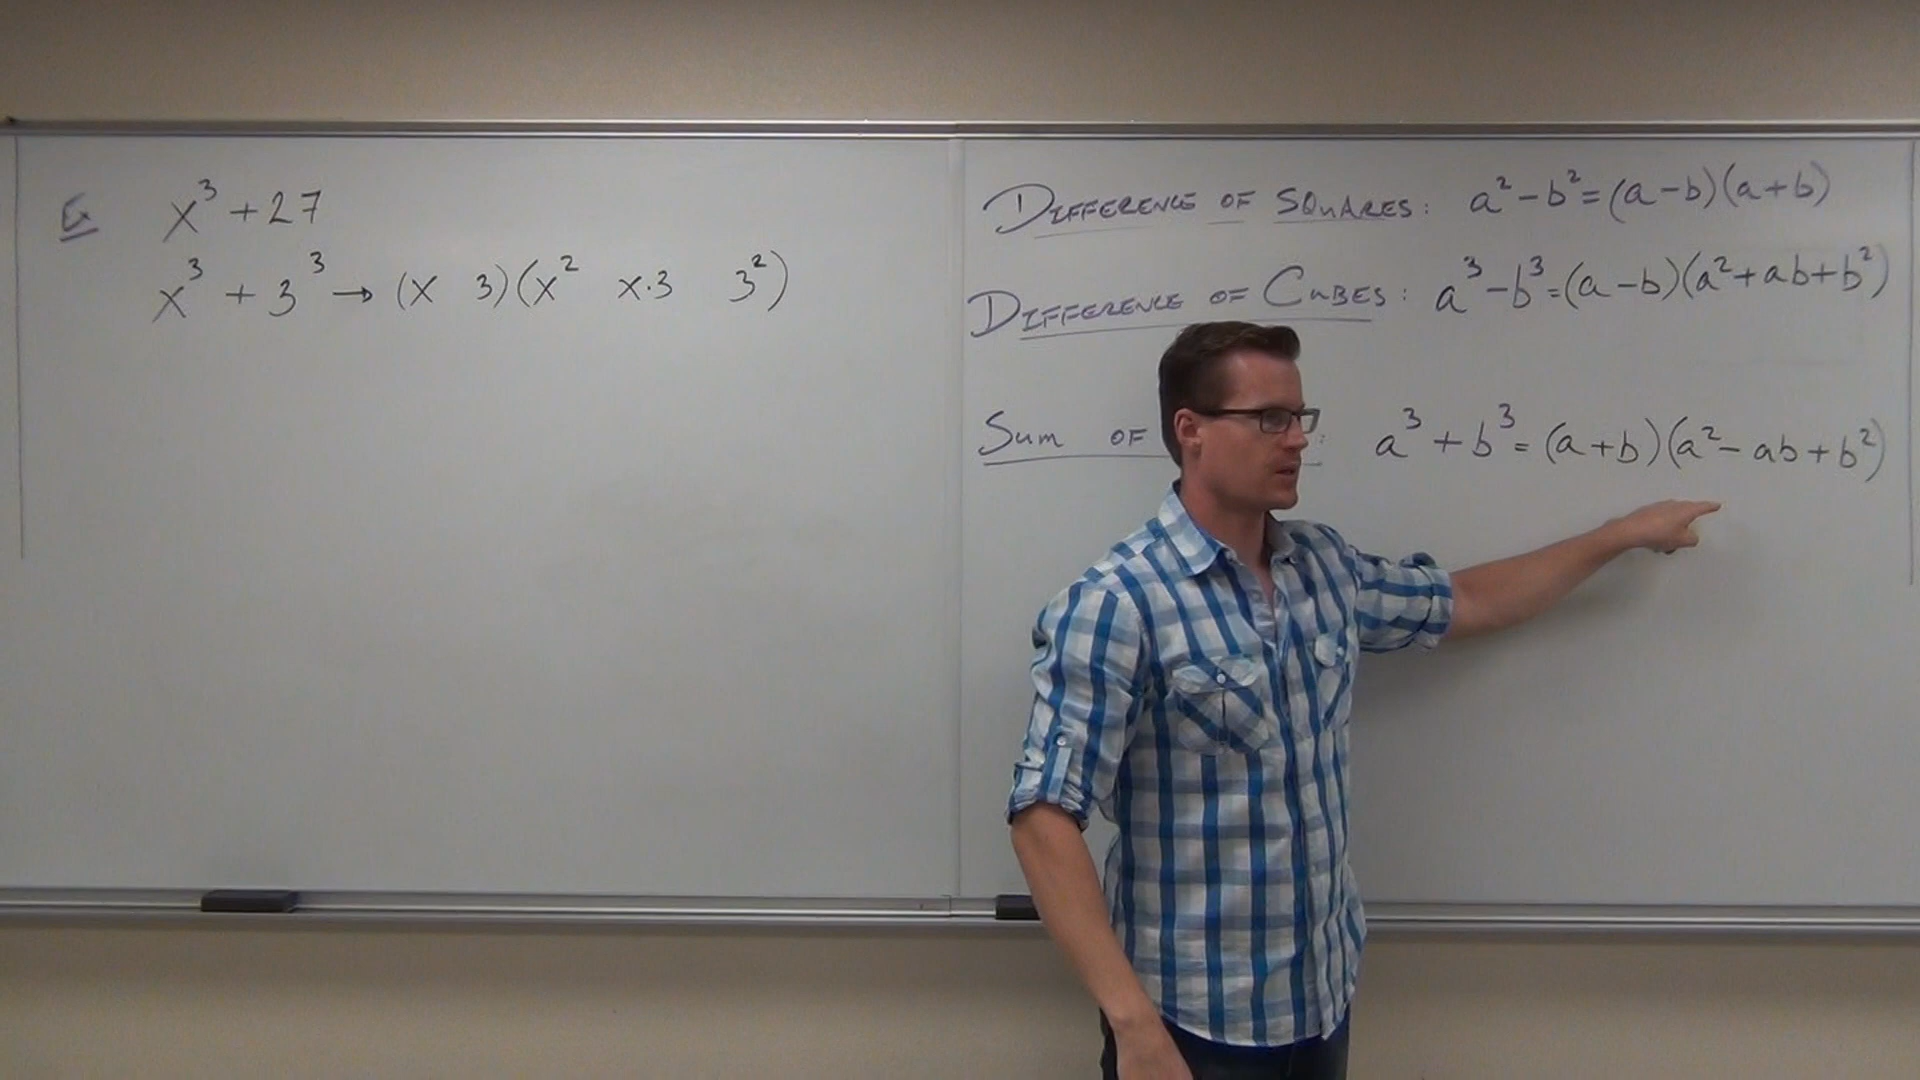 Ex x³ + 27
x³ + 3³ → (x 3)(x² x·3 3²)
DIFFERENCE OF SQUARES: a² - b² = (a - b)(a + b)
DIFFERENCE OF CUBES: a³ - b³ = (a - b)(a² + ab + b²)
SUM OF : a³ + b³ = (a + b)(a² - ab + b²)